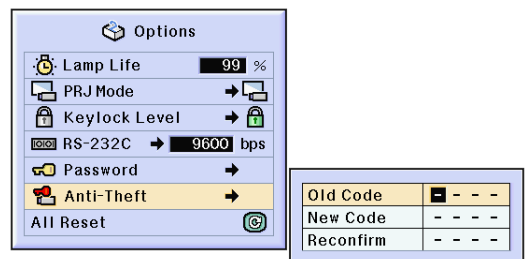 Options
Lamp Life 99 %
PRJ Mode
Keylock Level
RS-232C 9600 bps
Password
Anti-Theft
All Reset
Old Code - - - -
New Code - - - -
Reconfirm - - - -